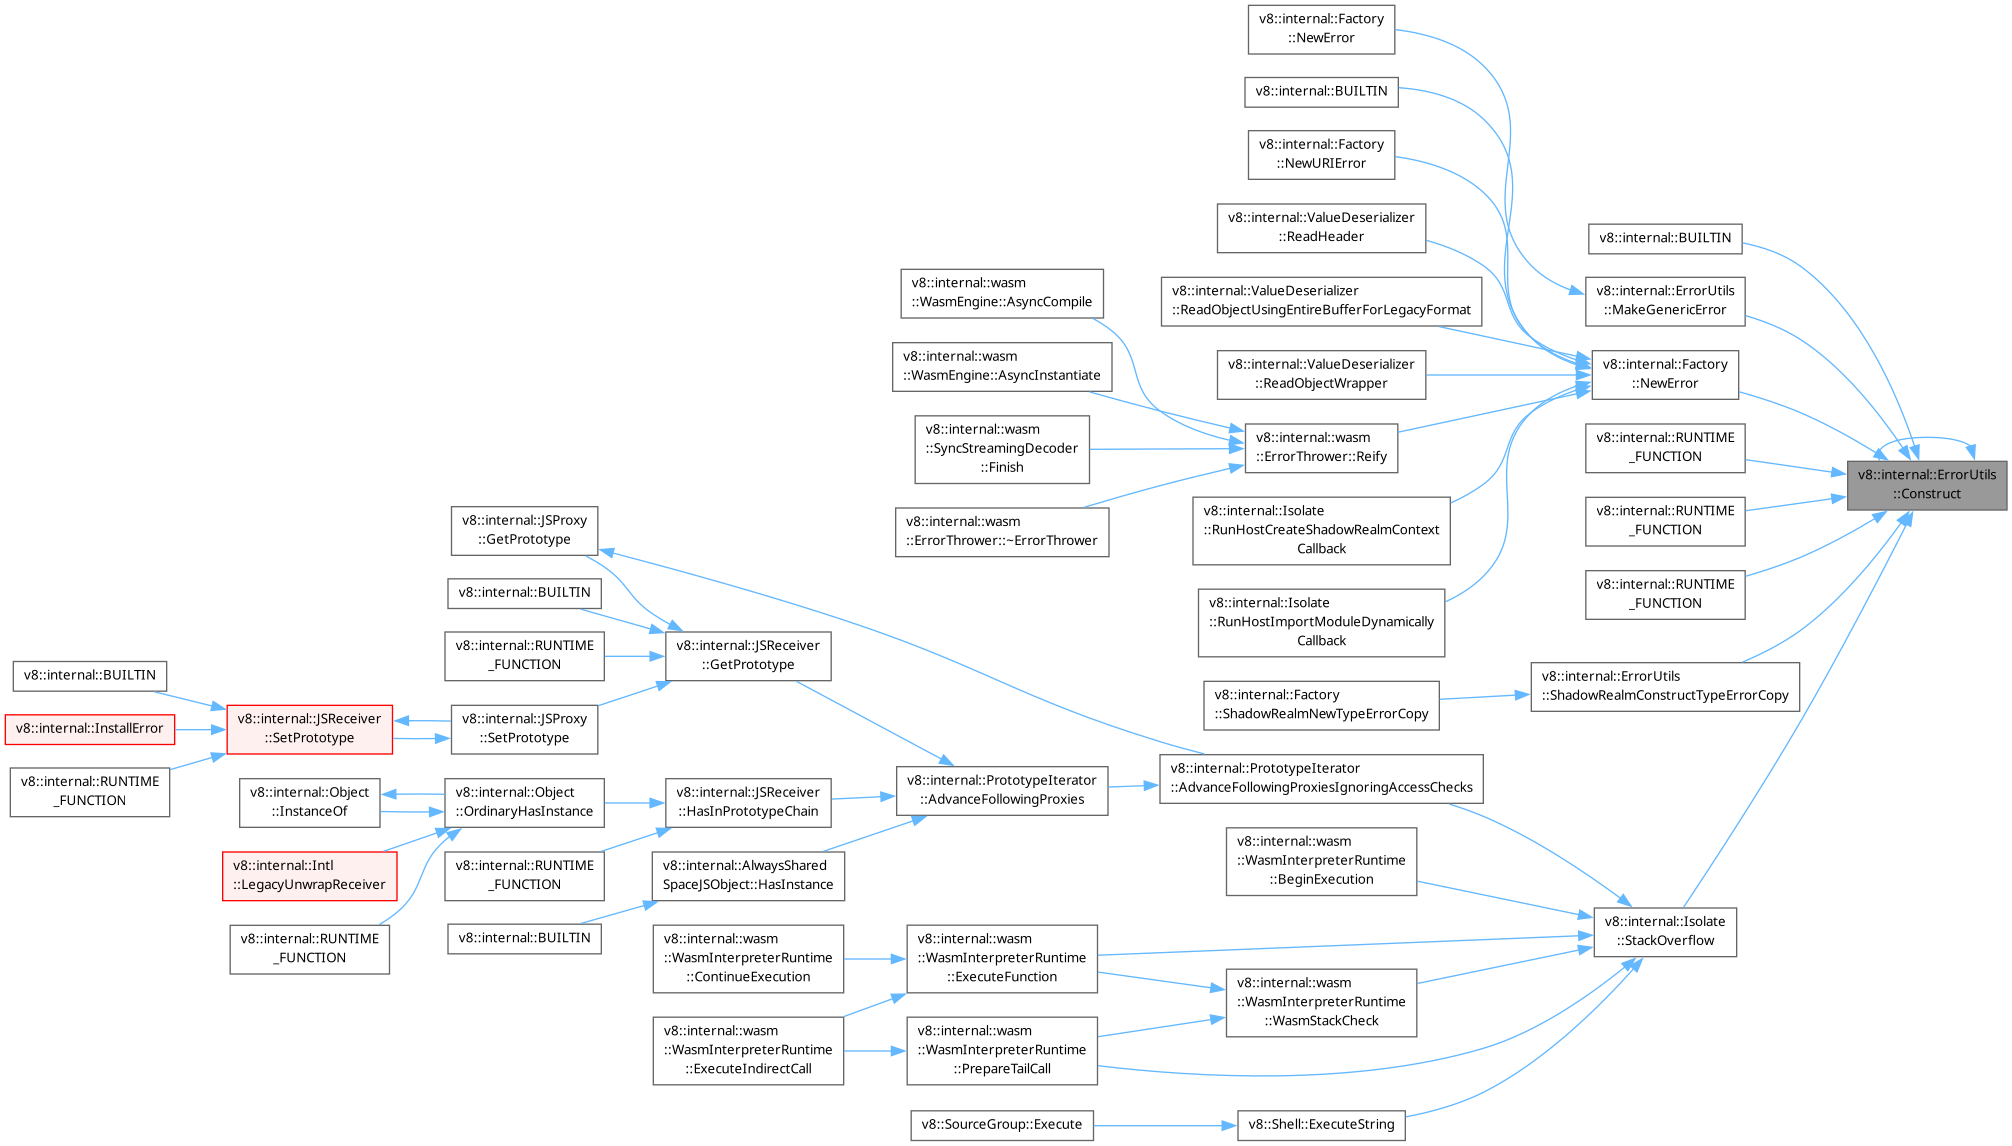 v8::internal::Factory
::NewError
v8::internal::BUILTIN
v8::internal::Factory
::NewURIError
v8::internal::ValueDeserializer
::ReadHeader
v8::internal::BUILTIN
v8::internal::wasm
::WasmEngine::AsyncCompile
v8::internal::ValueDeserializer
::ReadObjectUsingEntireBufferForLegacyFormat
v8::internal::ErrorUtils
::MakeGenericError
v8::internal::wasm
::WasmEngine::AsyncInstantiate
v8::internal::ValueDeserializer
::ReadObjectWrapper
v8::internal::Factory
::NewError
v8::internal::wasm
::SyncStreamingDecoder
::Finish
v8::internal::wasm
::ErrorThrower::Reify
v8::internal::RUNTIME
_FUNCTION
v8::internal::ErrorUtils
::Construct
v8::internal::wasm
::ErrorThrower::~ErrorThrower
v8::internal::Isolate
::RunHostCreateShadowRealmContext
Callback
v8::internal::RUNTIME
_FUNCTION
v8::internal::JSProxy
::GetPrototype
v8::internal::BUILTIN
v8::internal::Isolate
::RunHostImportModuleDynamically
Callback
v8::internal::RUNTIME
_FUNCTION
v8::internal::RUNTIME
_FUNCTION
v8::internal::JSReceiver
::GetPrototype
v8::internal::BUILTIN
v8::internal::Factory
::ShadowRealmNewTypeErrorCopy
v8::internal::ErrorUtils
::ShadowRealmConstructTypeErrorCopy
v8::internal::InstallError
v8::internal::JSReceiver
::SetPrototype
v8::internal::JSProxy
::SetPrototype
v8::internal::RUNTIME
_FUNCTION
v8::internal::Object
::InstanceOf
v8::internal::Object
::OrdinaryHasInstance
v8::internal::JSReceiver
::HasInPrototypeChain
v8::internal::PrototypeIterator
::AdvanceFollowingProxies
v8::internal::PrototypeIterator
::AdvanceFollowingProxiesIgnoringAccessChecks
v8::internal::Intl
::LegacyUnwrapReceiver
v8::internal::RUNTIME
_FUNCTION
v8::internal::AlwaysShared
SpaceJSObject::HasInstance
v8::internal::wasm
::WasmInterpreterRuntime
::BeginExecution
v8::internal::RUNTIME
_FUNCTION
v8::internal::BUILTIN
v8::internal::wasm
::WasmInterpreterRuntime
::ContinueExecution
v8::internal::wasm
::WasmInterpreterRuntime
::ExecuteFunction
v8::internal::Isolate
::StackOverflow
v8::internal::wasm
::WasmInterpreterRuntime
::WasmStackCheck
v8::internal::wasm
::WasmInterpreterRuntime
::ExecuteIndirectCall
v8::internal::wasm
::WasmInterpreterRuntime
::PrepareTailCall
v8::SourceGroup::Execute
v8::Shell::ExecuteString